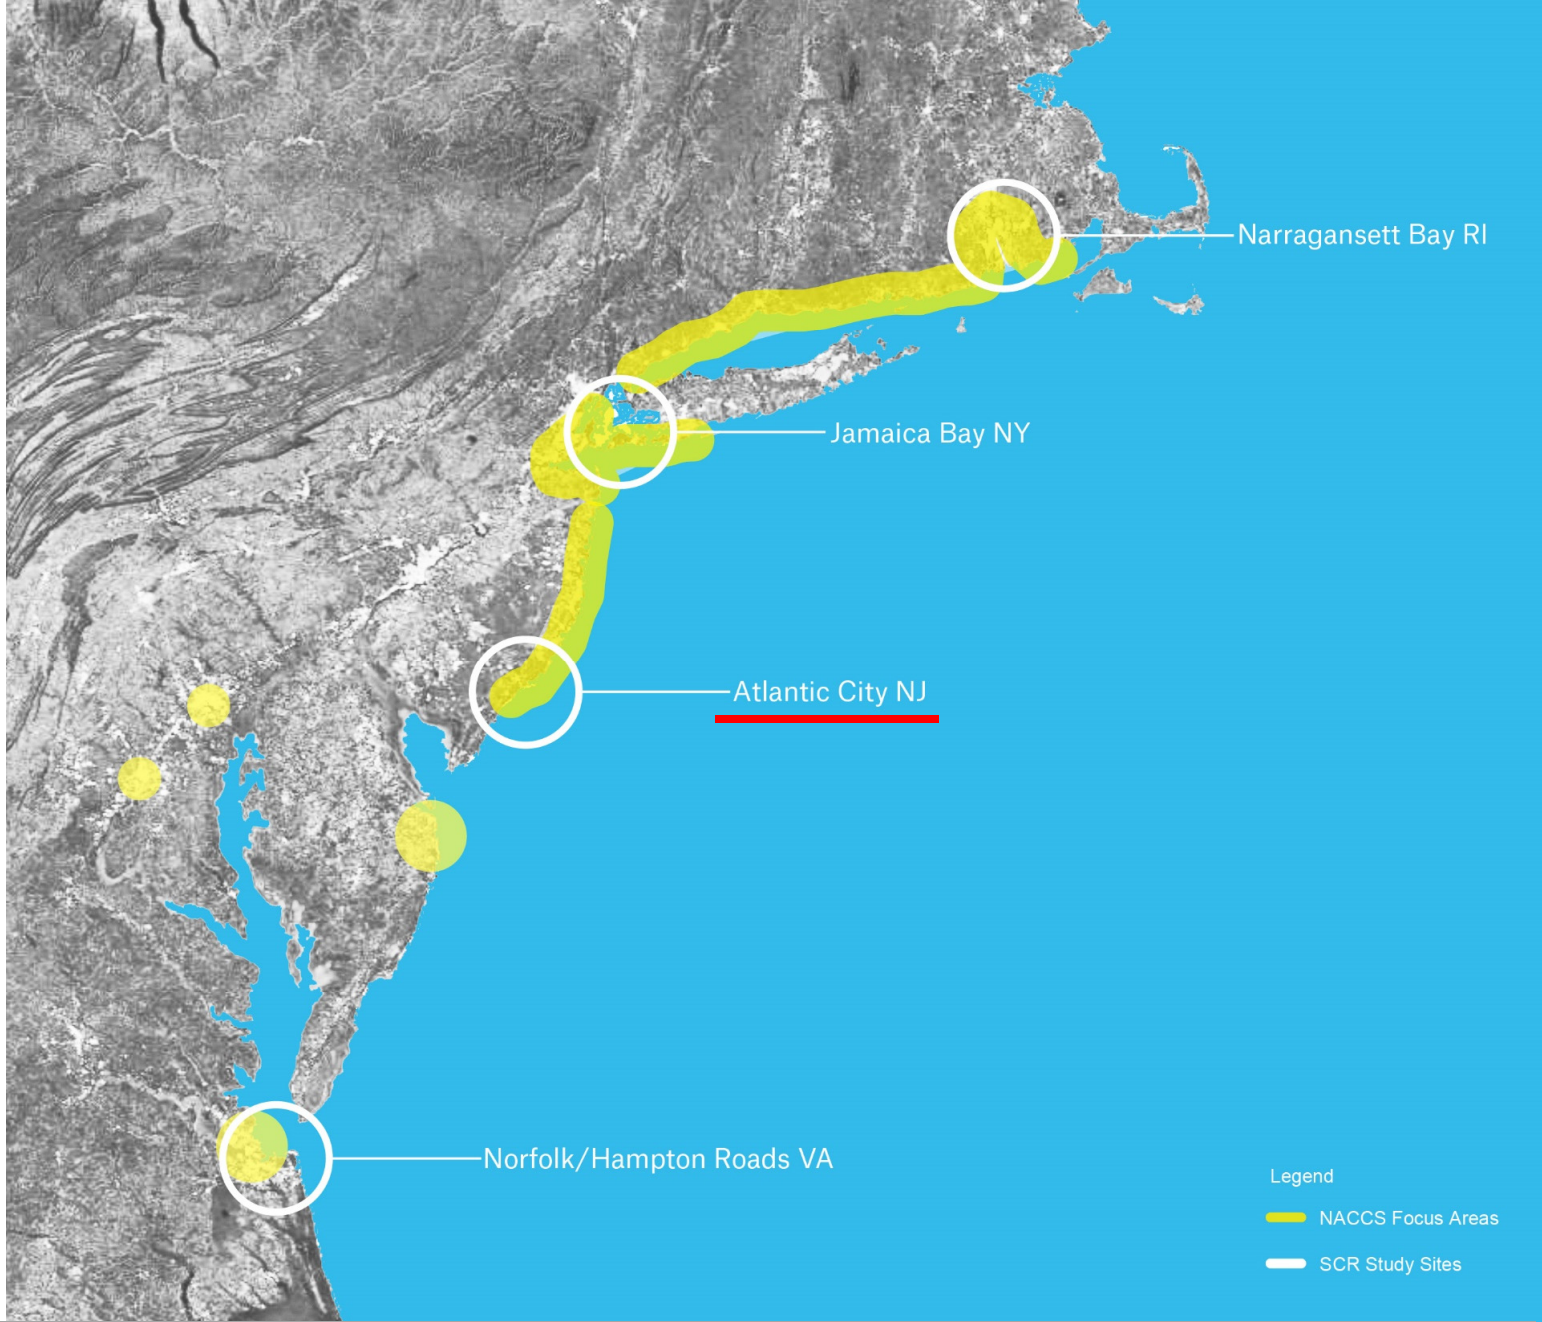 Narragansett Bay RI
Jamaica Bay NY
Atlantic City NJ
Norfolk/Hampton Roads VA
Legend
NACCS Focus Areas
SCR Study Sites